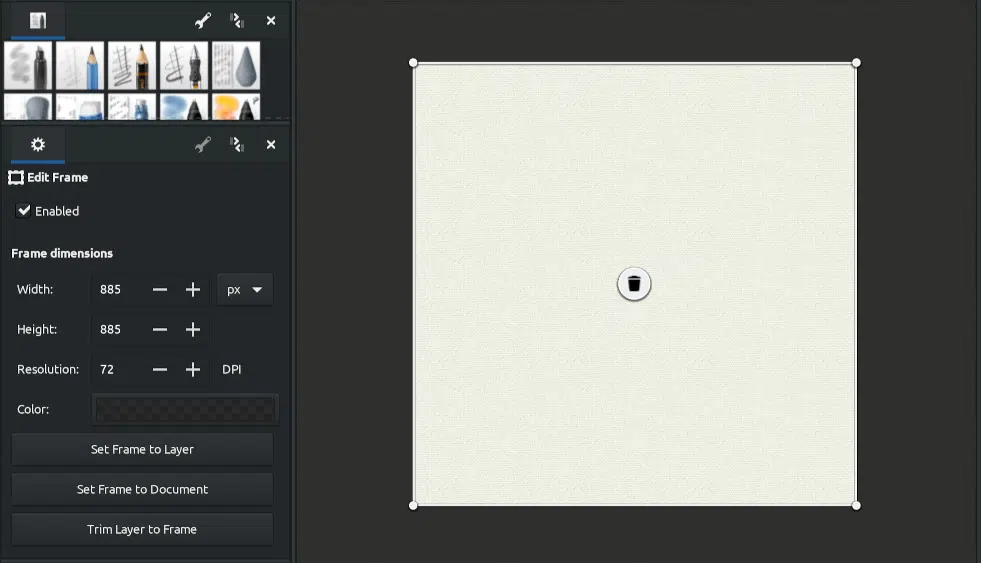 Edit Frame
Enabled
Frame dimensions
Width: 885 px
Height: 885
Resolution: 72 DPI
Color:
Set Frame to Layer
Set Frame to Document
Trim Layer to Frame